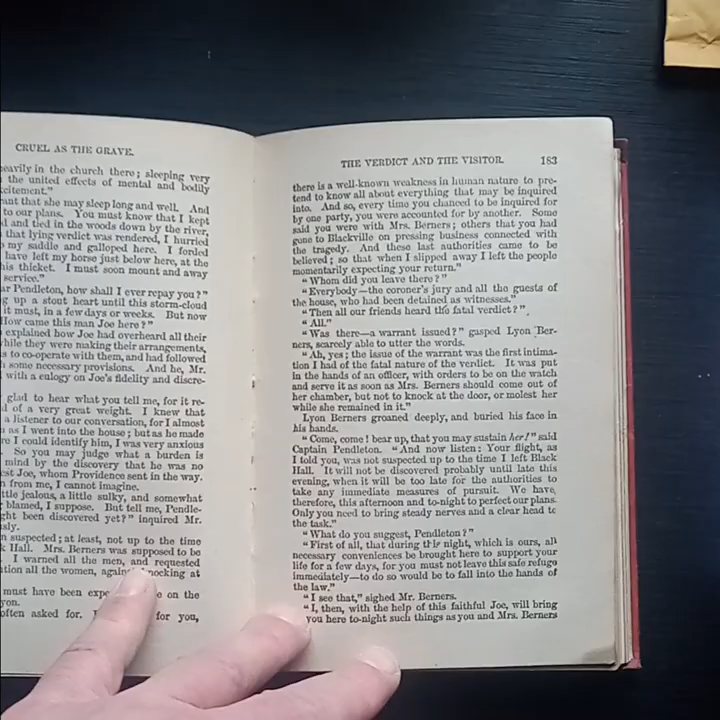 CRUEL AS THE GRAVE.
heavily in the church there; sleeping very
the united effects of mental and bodily
excitement."
ant that she may sleep long and well. And
to our plans. You must know that I kept
d and tied in the woods down by the river,
that lying verdict was rendered, I hurried
o my saddle and galloped here. I forded
have left my horse just below here, at the
his thicket. I must soon mount and away
service."
ar Pendleton, how shall I ever repay you?"
g up a stout heart until this storm-cloud
it must, in a few days or weeks. But now
How came this man Joe here?"
explained how Joe had overheard all their
while they were making their arrangements,
s to co-operate with them, and had followed
some necessary provisions. And he, Mr.
with a eulogy on Joe's fidelity and discre-
glad to hear what you tell me, for it re-
d of a very great weight. I knew that
a listener to our conversation, for I almost
n as I went into the house; but as he made
re I could identify him, I was very anxious
So you may judge what a burden is
mind by the discovery that he was no
est Joe, whom Providence sent in the way.
n from me, I cannot imagine.
ttle jealous, a little sulky, and somewhat
blamed, I suppose. But tell me, Pendle-
ght been discovered yet?" inquired Mr.
sly.
n suspected; at least, not up to the time
k Hall. Mrs. Berners was supposed to be
I warned all the men, and requested
tion all the women, against knocking at
must have been on the
yon.
often asked for. for you,
THE VERDICT AND THE VISITOR. 183
there is a well-known weakness in human nature to pre-
tend to know all about everything that may be inquired
into. And so, every time you chanced to be inquired for
by one party, you were accounted for by another. Some
said you were with Mrs. Berners; others that you had
gone to Blackville on pressing business connected with
the tragedy. And these last authorities came to be
believed; so that when I slipped away I left the people
momentarily expecting your return."
"Whom did you leave there?"
"Everybody—the coroner's jury and all the guests of
the house, who had been detained as witnesses."
"Then all our friends heard the fatal verdict?"
"All."
"Was there—a warrant issued?" gasped Lyon Ber-
ners, scarcely able to utter the words.
"Ah, yes; the issue of the warrant was the first intima-
tion I had of the fatal nature of the verdict. It was put
in the hands of an officer, with orders to be on the watch
and serve it as soon as Mrs. Berners should come out of
her chamber, but not to knock at the door, or molest her
while she remained in it."
Lyon Berners groaned deeply, and buried his face in
his hands.
"Come, come! bear up, that you may sustain her!" said
Captain Pendleton. "And now listen: Your flight, as
I told you, was not suspected up to the time I left Black
Hall. It will not be discovered probably until late this
evening, when it will be too late for the authorities to
take any immediate measures of pursuit. We have,
therefore, this afternoon and to-night to perfect our plans.
Only you need to bring steady nerves and a clear head to
the task."
"What do you suggest, Pendleton?"
"First of all, that during the night, which is ours, all
necessary conveniences be brought here to support your
life for a few days, for you must not leave this safe refuge
immediately—to do so would be to fall into the hands of
the law."
"I see that," sighed Mr. Berners.
"I, then, with the help of this faithful Joe, will bring
you here to-night such things as you and Mrs. Berners